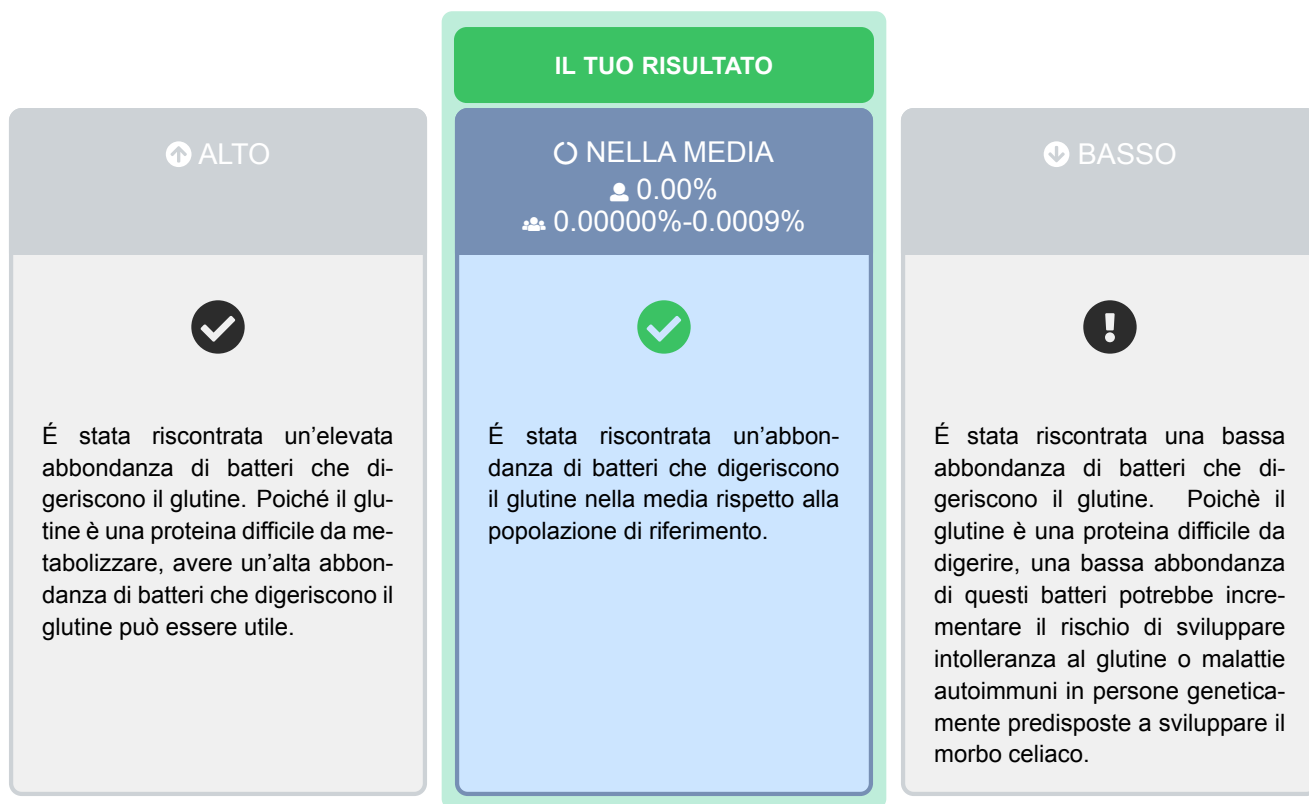 IL TUO RISULTATO
ALTO
É stata riscontrata un’elevata
abbondanza di batteri che di-
geriscono il glutine. Poiché il glu-
tine è una proteina difficile da me-
tabolizzare, avere un’alta abbon-
danza di batteri che digeriscono il
glutine può essere utile.
NELLA MEDIA
0.00%
0.00000%-0.0009%
É stata riscontrata un’abbon-
danza di batteri che digeriscono
il glutine nella media rispetto alla
popolazione di riferimento.
BASSO
É stata riscontrata una bassa
abbondanza di batteri che di-
geriscono il glutine. Poichè il
glutine è una proteina difficile da
digerire, una bassa abbondanza
di questi batteri potrebbe incre-
mentare il rischio di sviluppare
intolleranza al glutine o malattie
autoimmuni in persone genetica-
mente predisposte a sviluppare il
morbo celiaco.